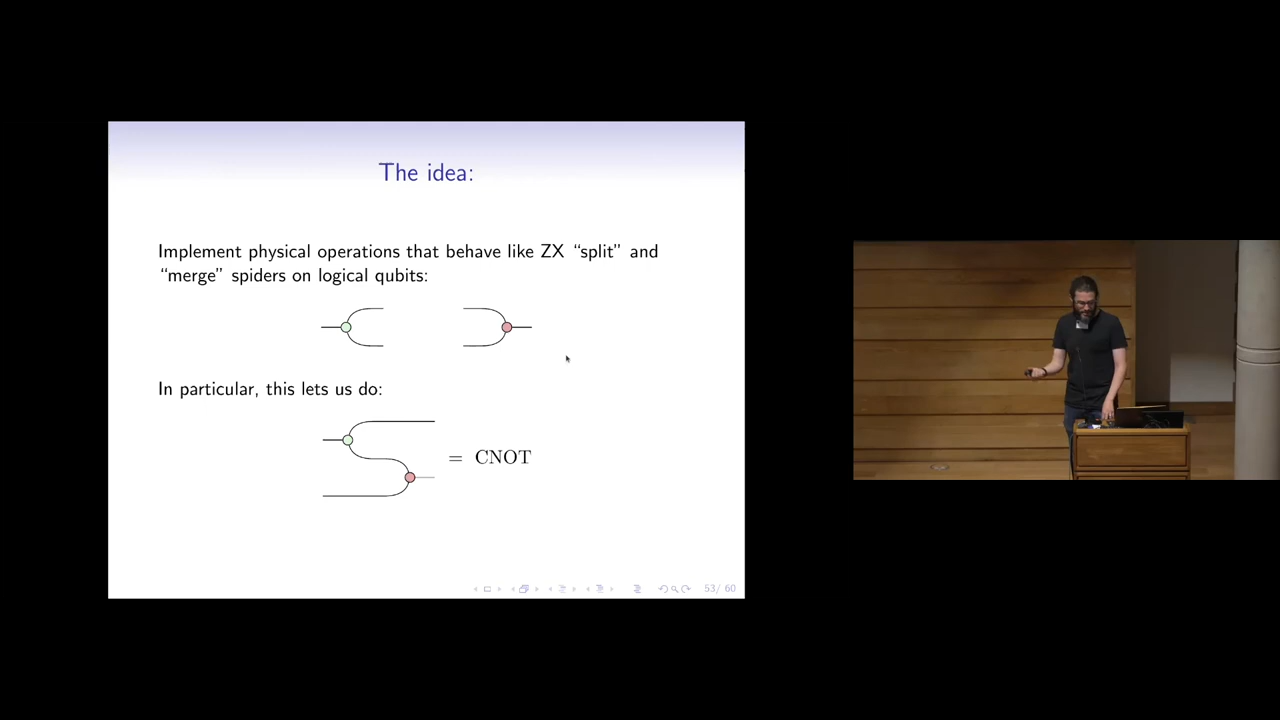 The idea:
Implement physical operations that behave like ZX “split” and
“merge” spiders on logical qubits:
In particular, this lets us do:
= CNOT
53/ 60